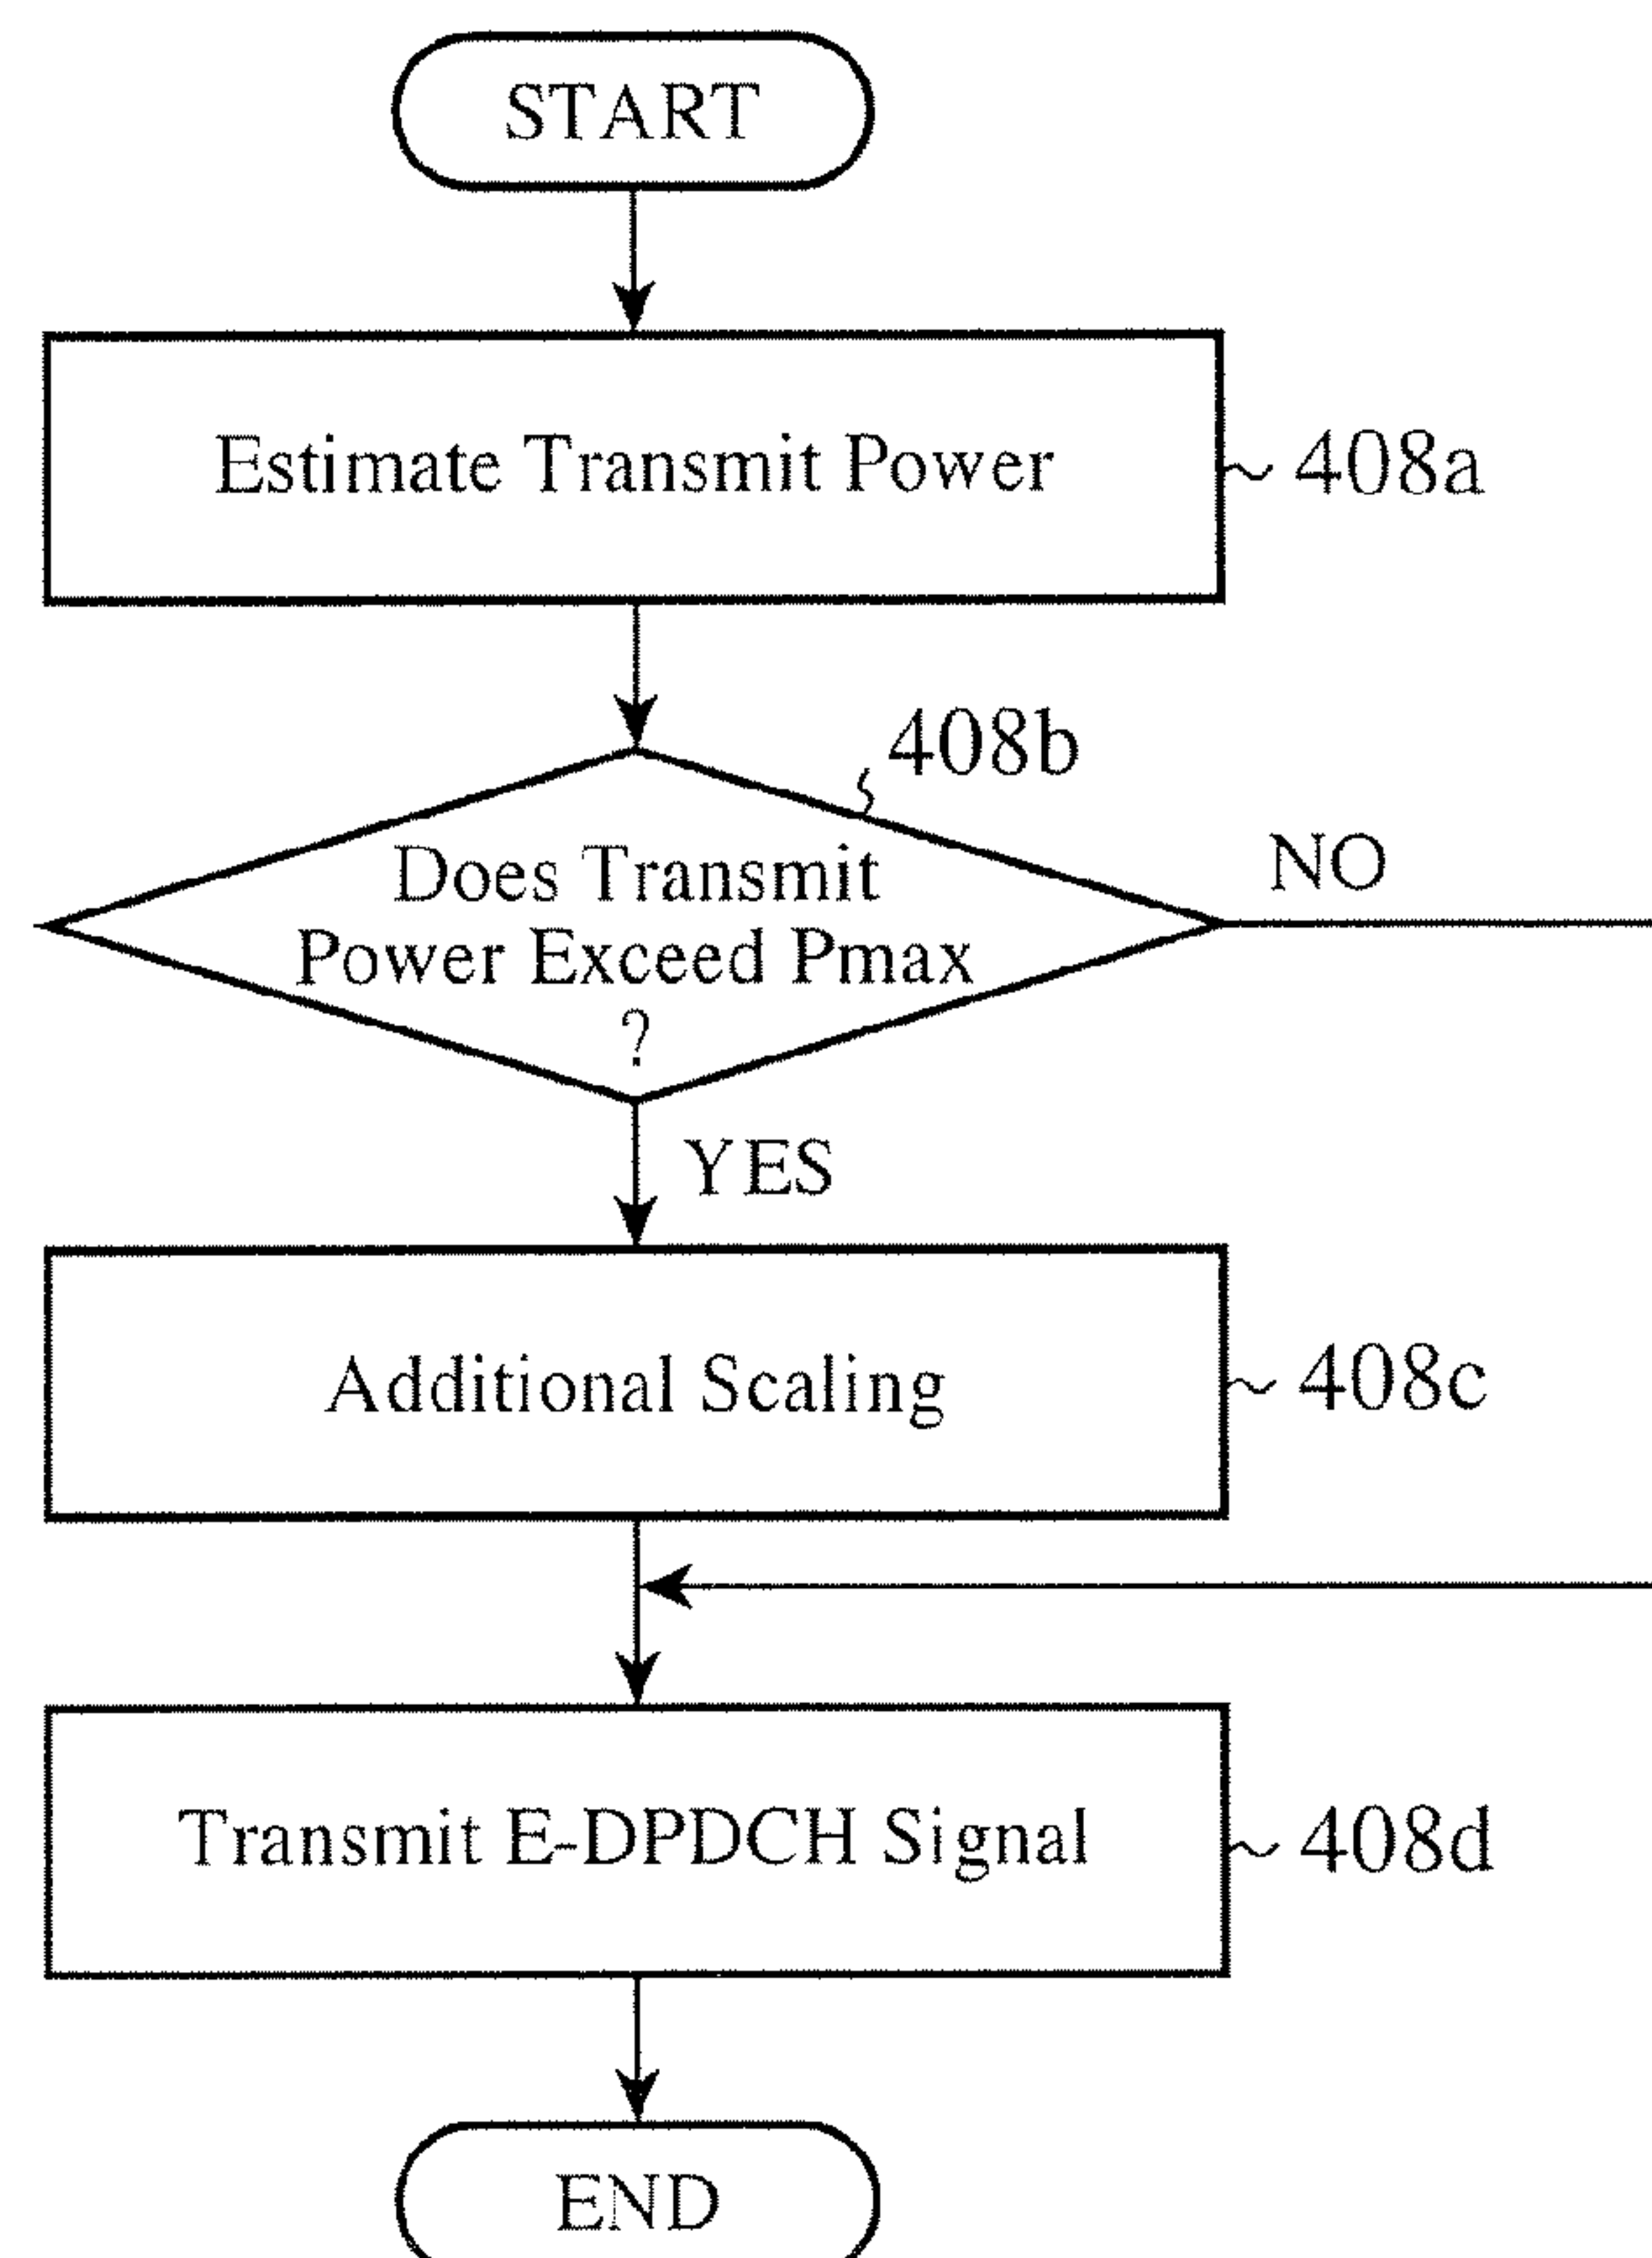 START
Estimate Transmit Power
408a
408b
Does Transmit
Power Exceed Pmax
?
NO
YES
Additional Scaling
408c
Transmit E-DPDCH Signal
408d
END